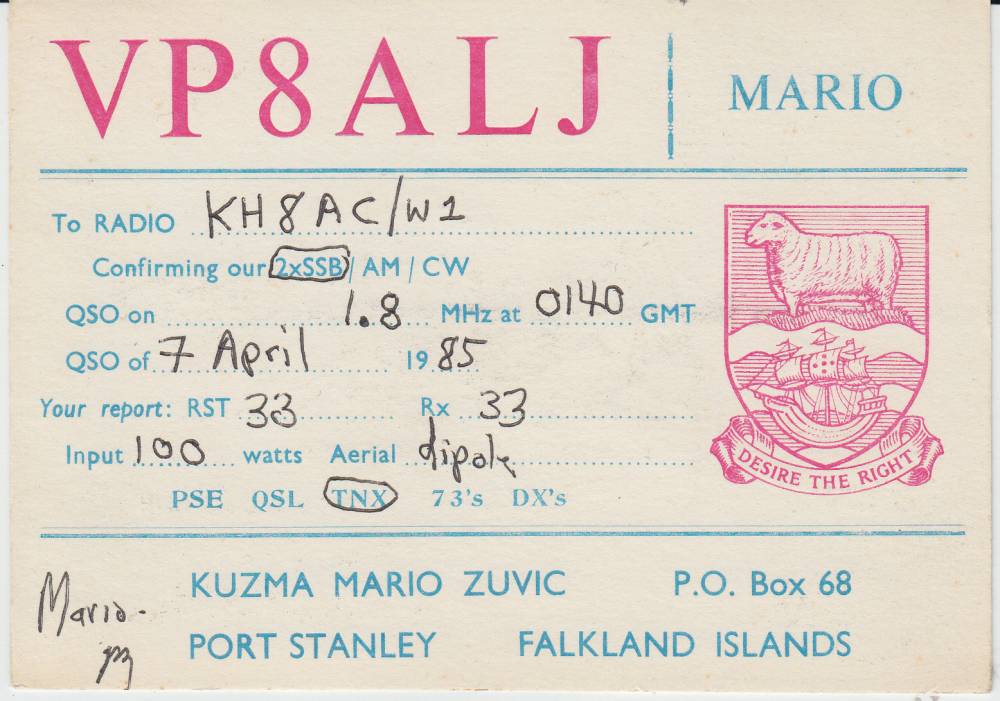 VP8ALJ MARIO
To RADIO KH8AC/W1
Confirming our 2xSSB / AM / CW
QSO on 1.8 MHz at 0140 GMT
QSO of 7 April 1985
Your report: RST 33 Rx 33
Input 100 watts Aerial dipole
PSE QSL TNX 73's DX's
DESIRE THE RIGHT
Mario.
KUZMA MARIO ZUVIC P.O. Box 68
PORT STANLEY FALKLAND ISLANDS